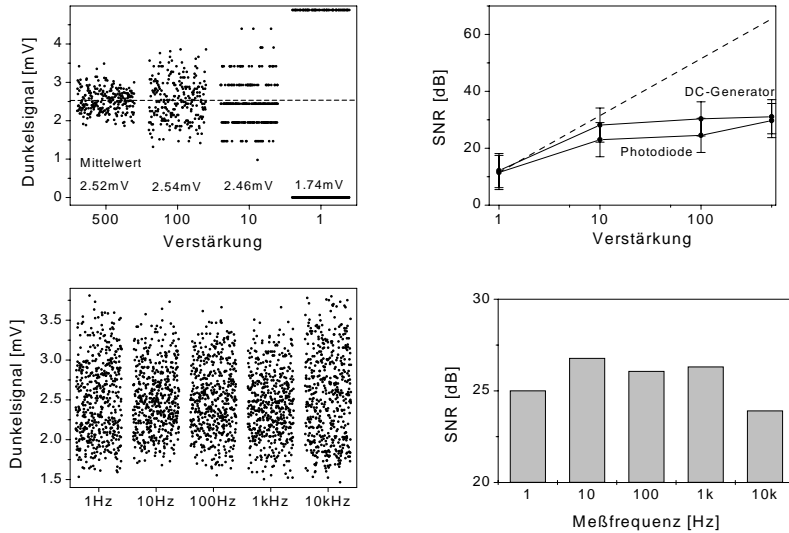 Dunkelsignal [mV]
4
3
2
1
0
Mittelwert
2.52mV 2.54mV 2.46mV 1.74mV
500 100 10 1
Verstärkung
SNR [dB]
60
40
20
0
DC-Generator
Photodiode
1 10 100
Verstärkung
Dunkelsignal [mV]
3.5
3.0
2.5
2.0
1.5
1Hz 10Hz 100Hz 1kHz 10kHz
SNR [dB]
30
25
20
1 10 100 1k 10k
Meßfrequenz [Hz]